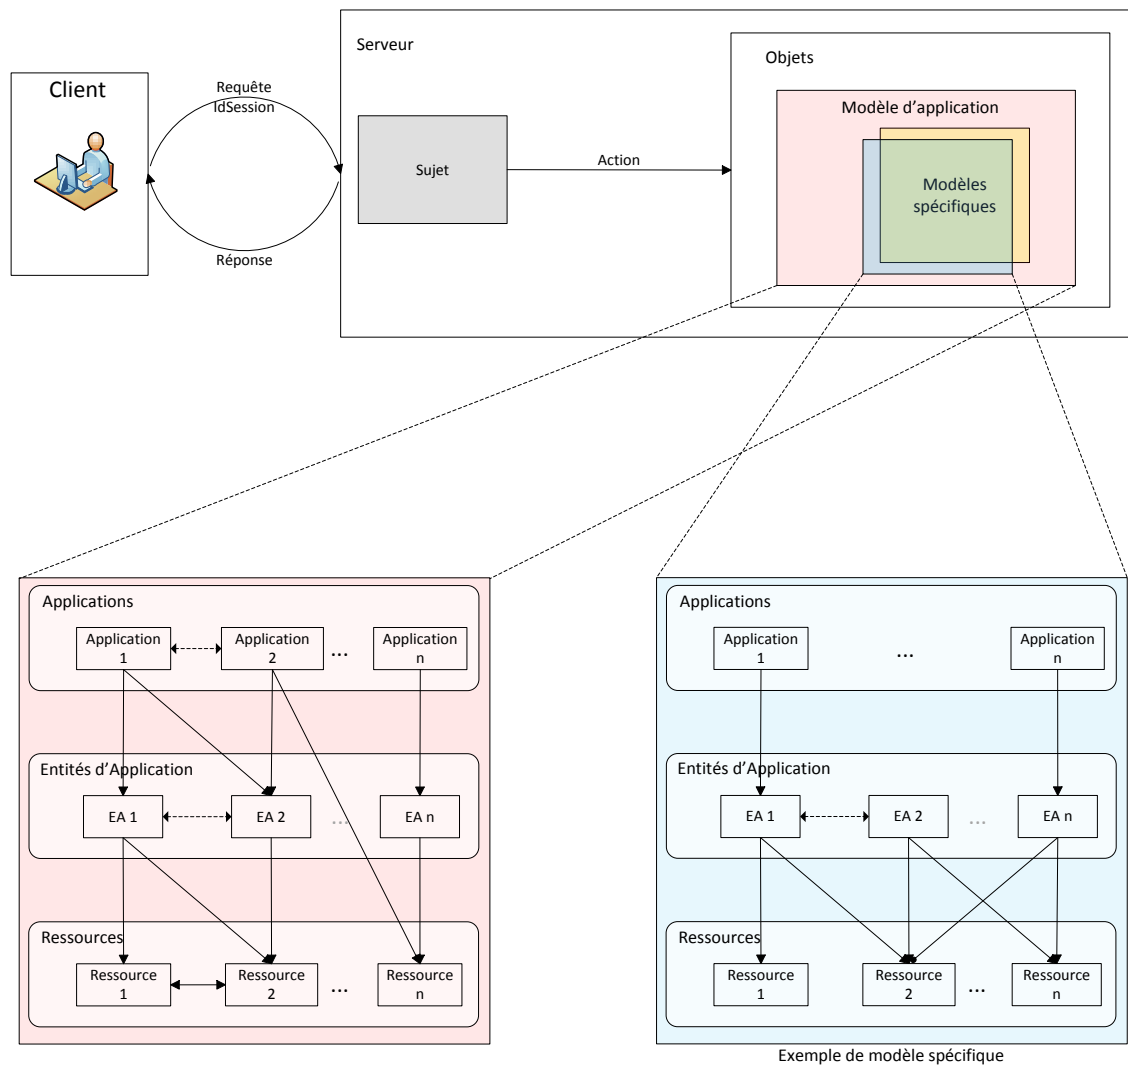 Serveur
Objets
Client
Requête
IdSession
Modèle d'application
Sujet
Action
Modèles
spécifiques
Réponse
Applications
Application
1
Application
2
...
Application
n
Entités d'Application
EA 1
EA 2
...
EA n
Ressources
Ressource
1
Ressource
2
...
Ressource
n
Applications
Application
1
...
Application
n
Entités d'Application
EA 1
EA 2
...
EA n
Ressources
Ressource
1
Ressource
2
...
Ressource
n
Exemple de modèle spécifique